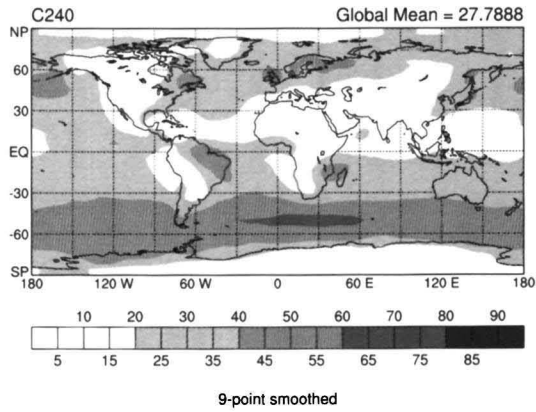 C240 Global Mean = 27.7888
NP
60
30
EQ
-30
-60
SP
180 120 W 60 W 0 60 E 120 E 180
10 20 30 40 50 60 70 80 90
5 15 25 35 45 55 65 75 85
9-point smoothed